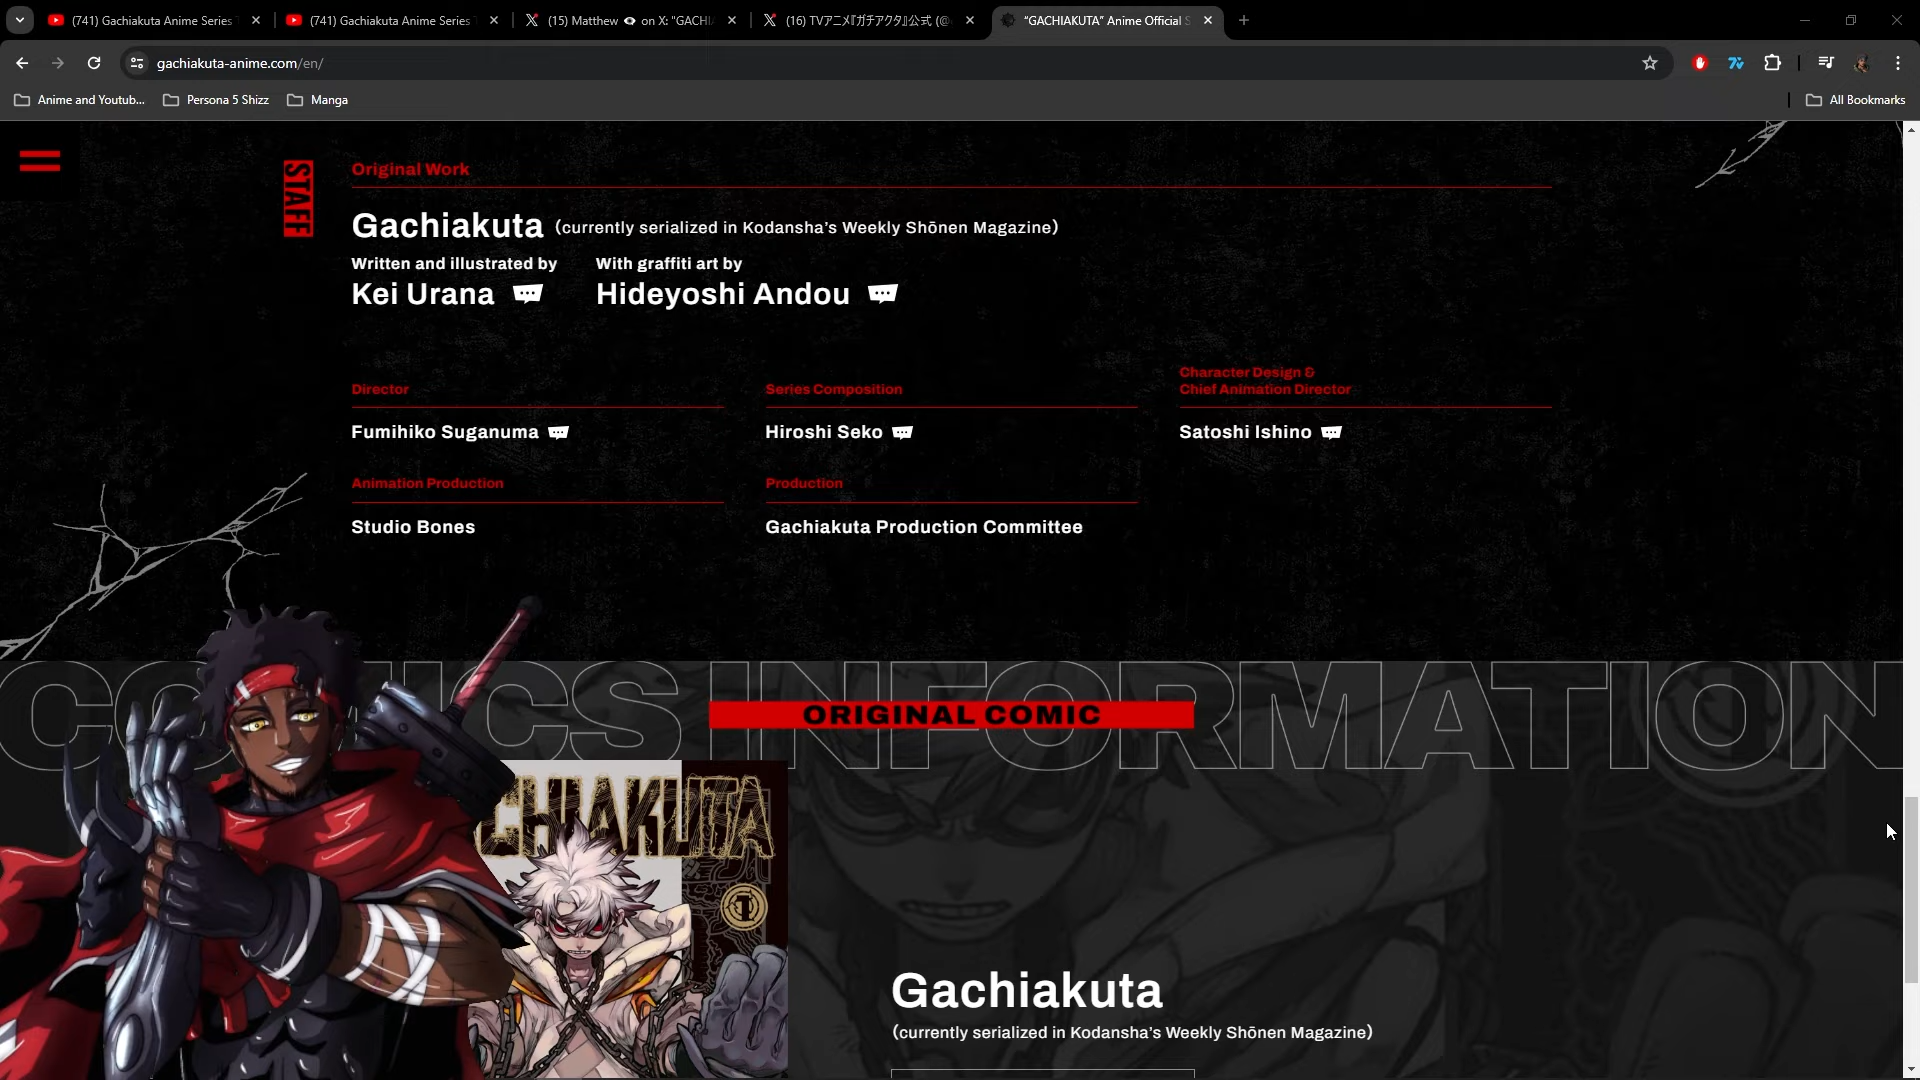 (741) Gachiakuta Anime Series
(741) Gachiakuta Anime Series
(15) Matthew 👁 on X: "GACHI
(16) TVアニメ『ガチアクタ』公式 (@
"GACHIAKUTA" Anime Official S
gachiakuta-anime.com/en/
Anime and Youtub...
Persona 5 Shizz
Manga
All Bookmarks
STAFF
Original Work
Gachiakuta (currently serialized in Kodansha's Weekly Shōnen Magazine)
Written and illustrated by
Kei Urana
With graffiti art by
Hideyoshi Andou
Director
Fumihiko Suganuma
Series Composition
Hiroshi Seko
Character Design &
Chief Animation Director
Satoshi Ishino
Animation Production
Studio Bones
Production
Gachiakuta Production Committee
COMICS INFORMATION
ORIGINAL COMIC
CHIAKUTA
1
Gachiakuta
(currently serialized in Kodansha's Weekly Shōnen Magazine)